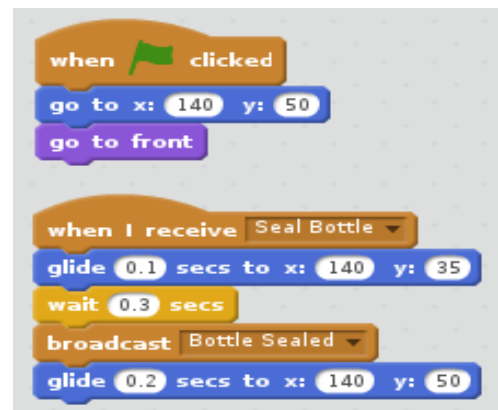 when clicked
go to x: 140 y: 50
go to front
when I receive Seal Bottle
glide 0.1 secs to x: 140 y: 35
wait 0.3 secs
broadcast Bottle Sealed
glide 0.2 secs to x: 140 y: 50